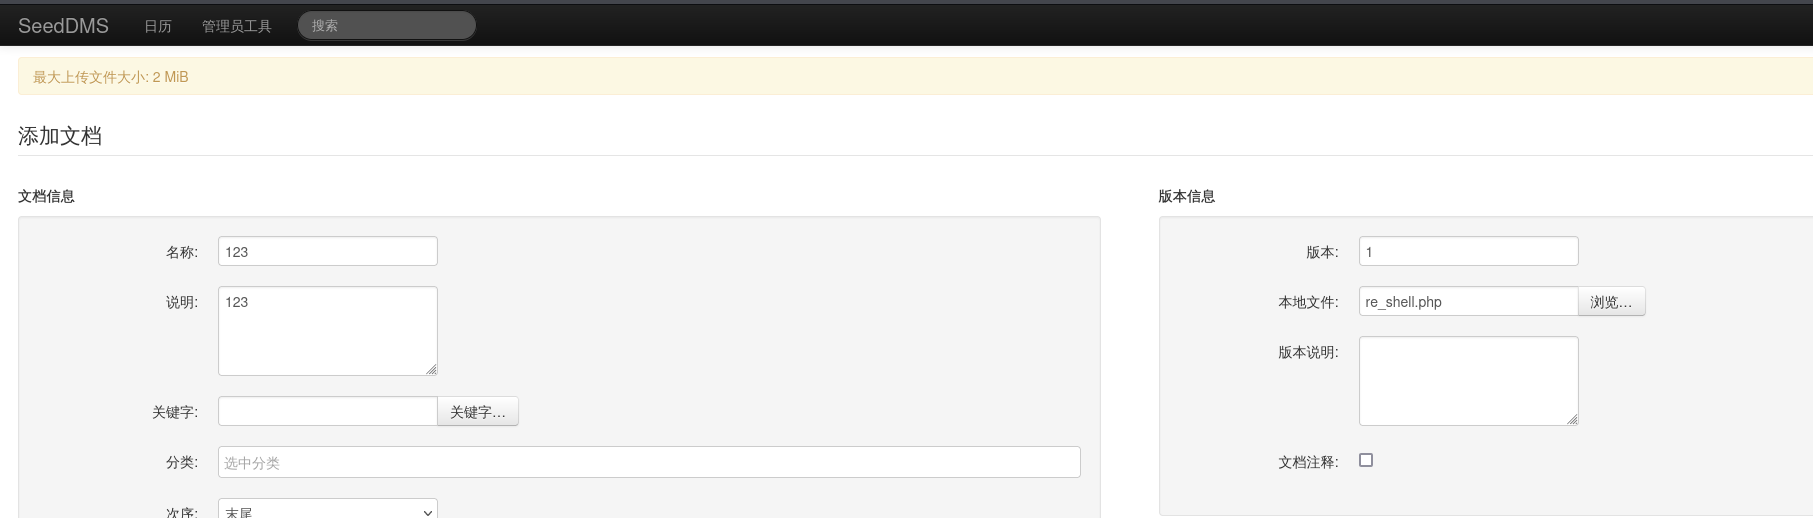 SeedDMS 日历 管理员工具 搜索
最大上传文件大小: 2 MiB
添加文档
文档信息
名称: 123
说明: 123
关键字: 关键字...
分类: 选中分类
次序: 末尾
版本信息
版本: 1
本地文件: re_shell.php 浏览...
版本说明:
文档注释: